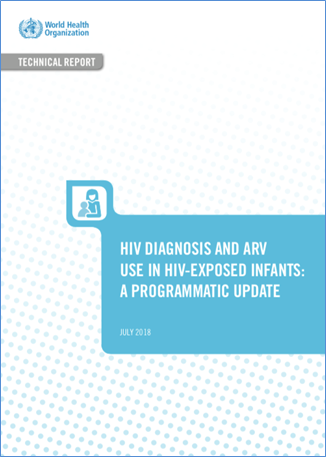 World Health
Organization
TECHNICAL REPORT
HIV DIAGNOSIS AND ARV
USE IN HIV-EXPOSED INFANTS:
A PROGRAMMATIC UPDATE
JULY 2018